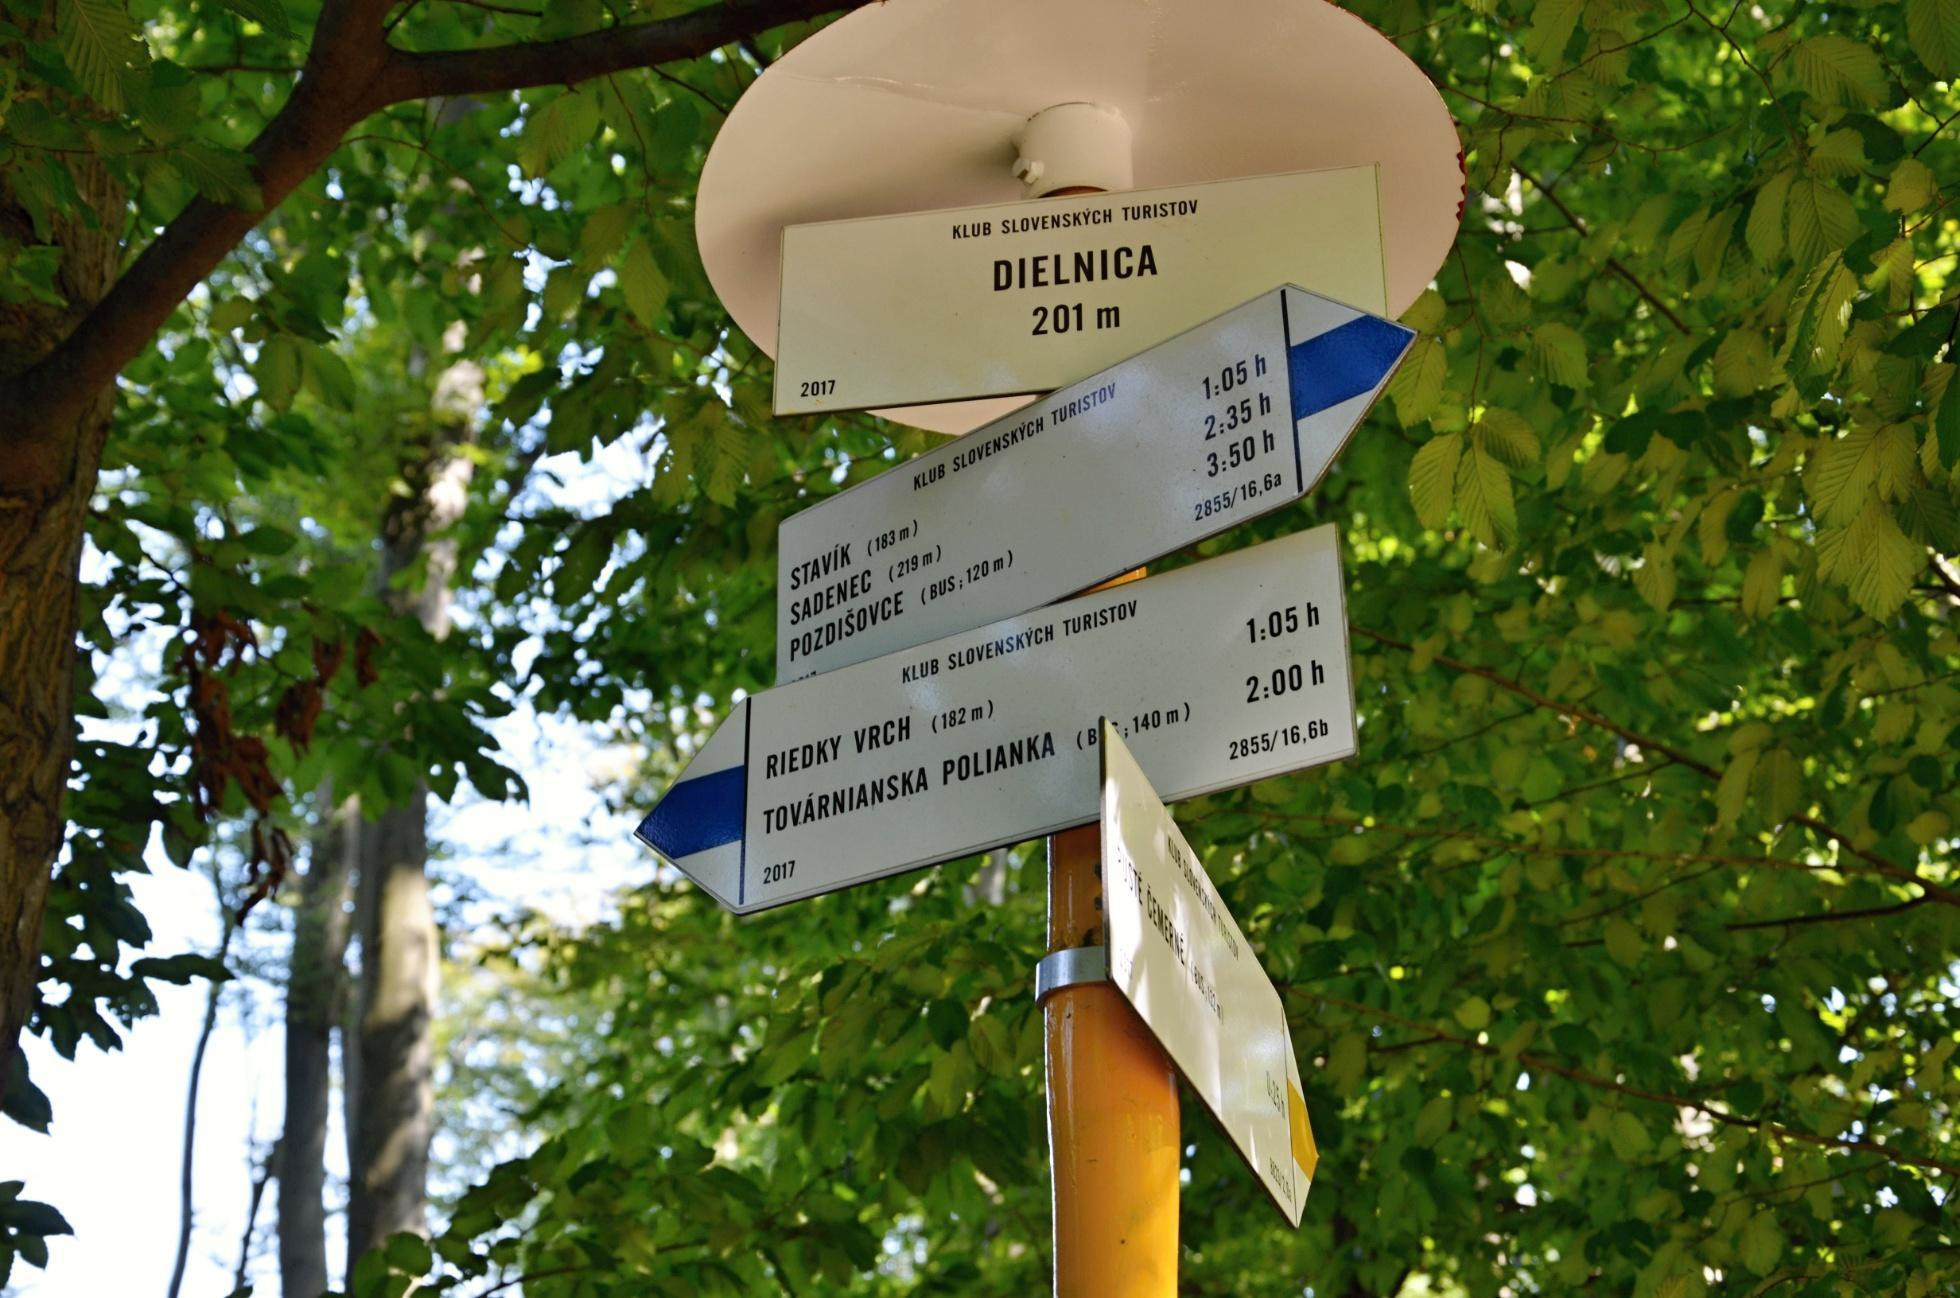 KLUB SLOVENSKÝCH TURISTOV
DIELNICA
201 m
2017
KLUB SLOVENSKÝCH TURISTOV
STAVÍK (183 m) 1:05 h
SADENEC (219 m) 2:35 h
POZDIŠOVCE (BUS; 120 m) 3:50 h
2855/16,6a
KLUB SLOVENSKÝCH TURISTOV
RIEDKY VRCH (182 m) 1:05 h
TOVÁRNIANSKA POLIANKA ; 140 m) 2:00 h
2017 2855/16,6b
KLUB SLOVENSKÝCH TURISTOV
ČEMERNÉ